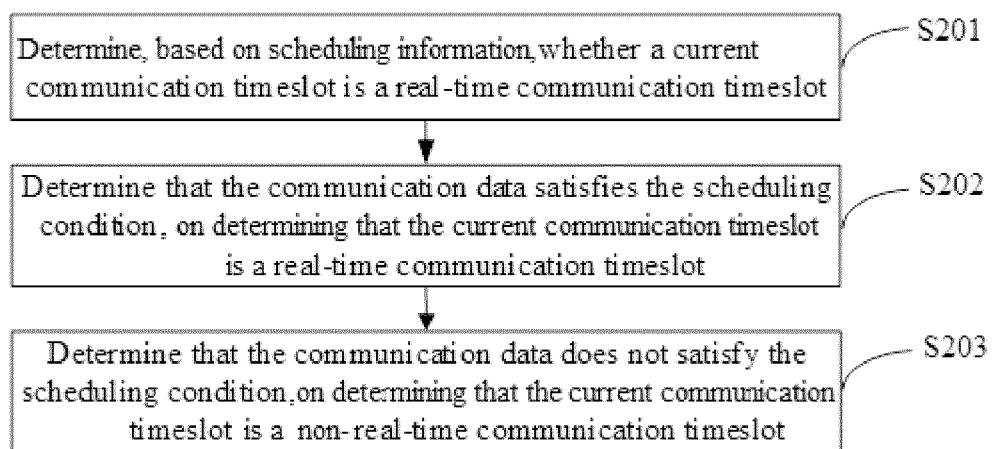 Determine, based on scheduling information, whether a current
communication timeslot is a real-time communication timeslot
S201
Determine that the communication data satisfies the scheduling
condition, on determining that the current communication timeslot
is a real-time communication timeslot
S202
Determine that the communication data does not satisfy the
scheduling condition, on determining that the current communication
timeslot is a non-real-time communication timeslot
S203